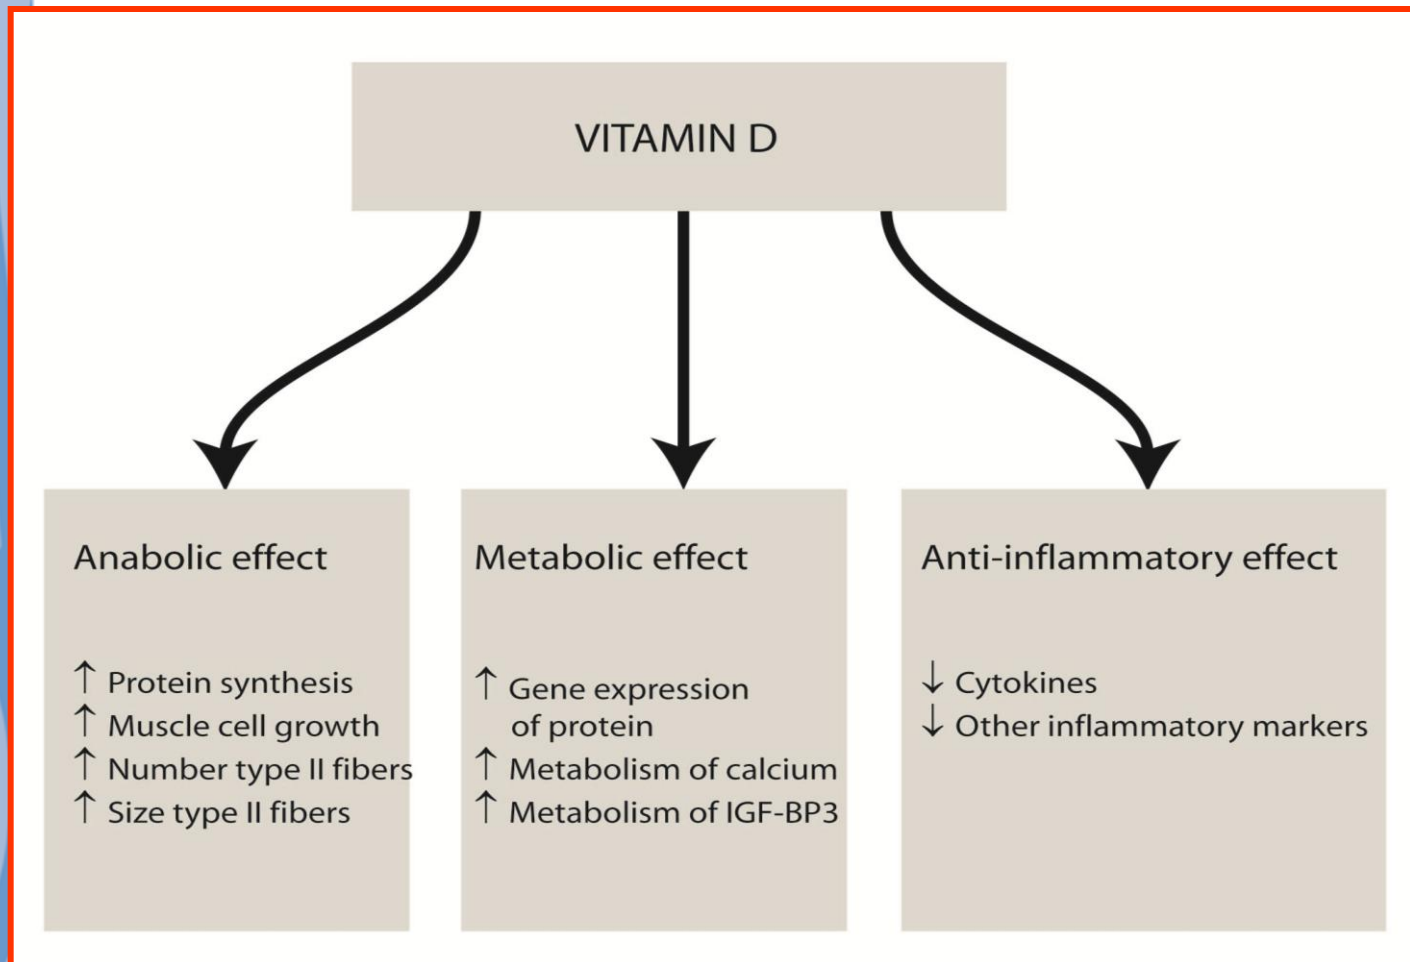 VITAMIN D
Anabolic effect
↑ Protein synthesis
↑ Muscle cell growth
↑ Number type II fibers
↑ Size type II fibers
Metabolic effect
↑ Gene expression
of protein
↑ Metabolism of calcium
↑ Metabolism of IGF-BP3
Anti-inflammatory effect
↓ Cytokines
↓ Other inflammatory markers